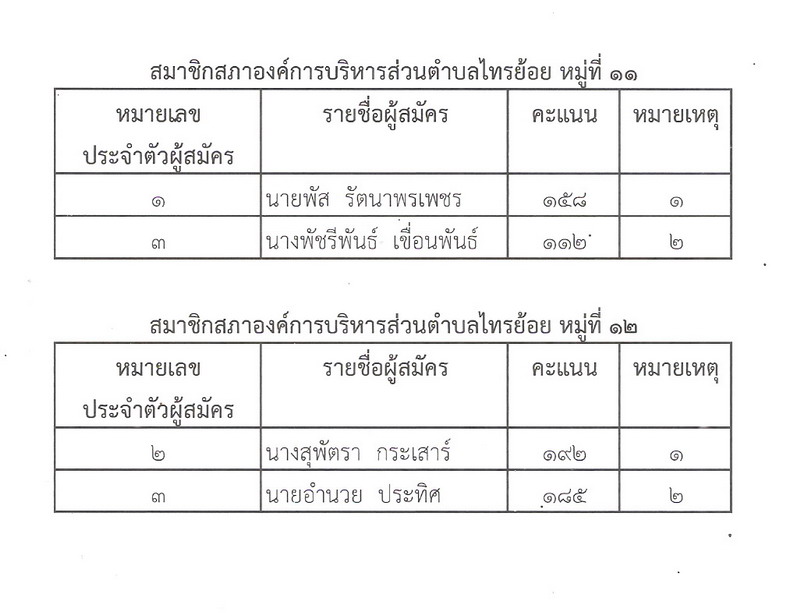 สมาชิกสภาองค์การบริหารส่วนตำบลไทรย้อย หมู่ที่ ๑๑
หมายเลข รายชื่อผู้สมัคร คะแนน หมายเหตุ
ประจำตัวผู้สมัคร
๑ นายพัส รัตนาพรเพชร ๑๕๘ ๑
๓ นางพัชรีพันธ์ เขื่อนพันธ์ ๑๑๒ ๒
สมาชิกสภาองค์การบริหารส่วนตำบลไทรย้อย หมู่ที่ ๑๒
หมายเลข รายชื่อผู้สมัคร คะแนน หมายเหตุ
ประจำตัวผู้สมัคร
๒ นางสุพัตรา กระเสาร์ ๑๙๒ ๑
๓ นายอำนวย ประทิศ ๑๘๕ ๒